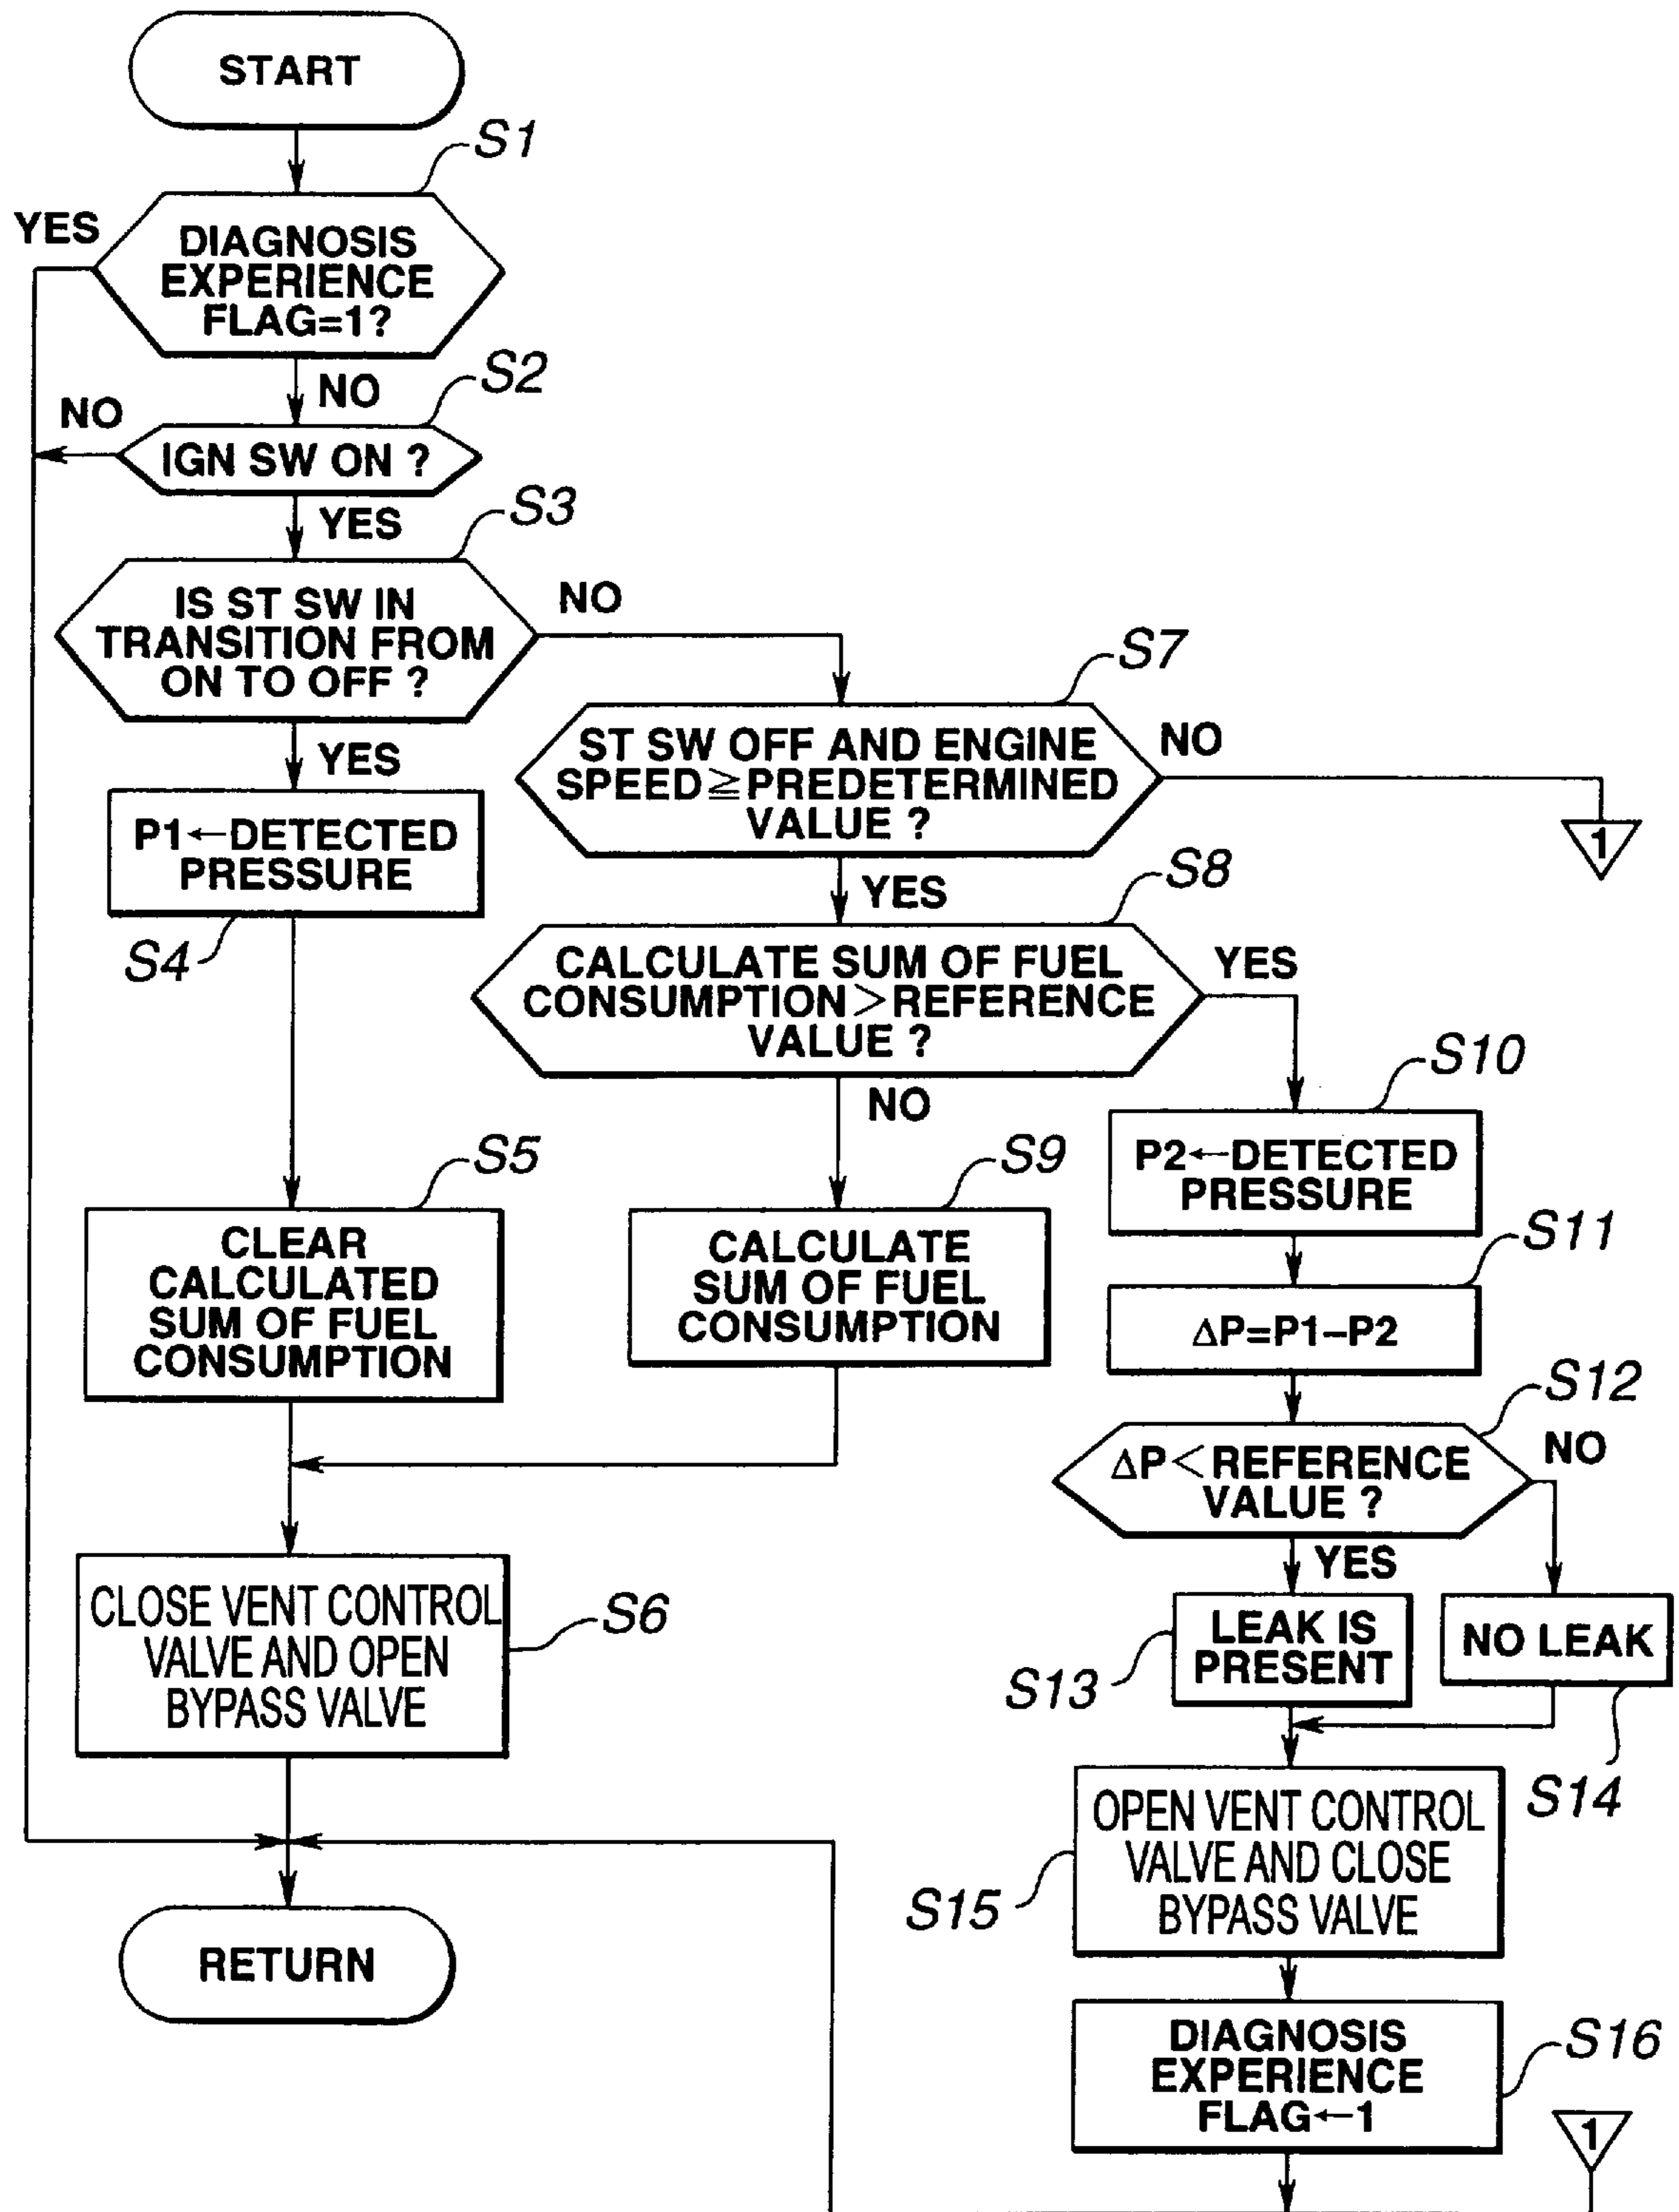 START
S1
YES
DIAGNOSIS
EXPERIENCE
FLAG=1?
NO
S2
NO
IGN SW ON ?
YES
S3
IS ST SW IN
TRANSITION FROM
ON TO OFF ?
NO
YES
P1←DETECTED
PRESSURE
S4
S7
ST SW OFF AND ENGINE
SPEED≧PREDETERMINED
VALUE ?
NO
1
YES
S8
CALCULATE SUM OF FUEL
CONSUMPTION>REFERENCE
VALUE ?
YES
NO
S5
CLEAR
CALCULATED
SUM OF FUEL
CONSUMPTION
S9
CALCULATE
SUM OF FUEL
CONSUMPTION
S10
P2←DETECTED
PRESSURE
S11
ΔP=P1–P2
S12
ΔP<REFERENCE
VALUE ?
NO
YES
S13
LEAK IS
PRESENT
NO LEAK
S14
CLOSE VENT CONTROL
VALVE AND OPEN
BYPASS VALVE
S6
RETURN
OPEN VENT CONTROL
VALVE AND CLOSE
BYPASS VALVE
S15
DIAGNOSIS
EXPERIENCE
FLAG←1
S16
1